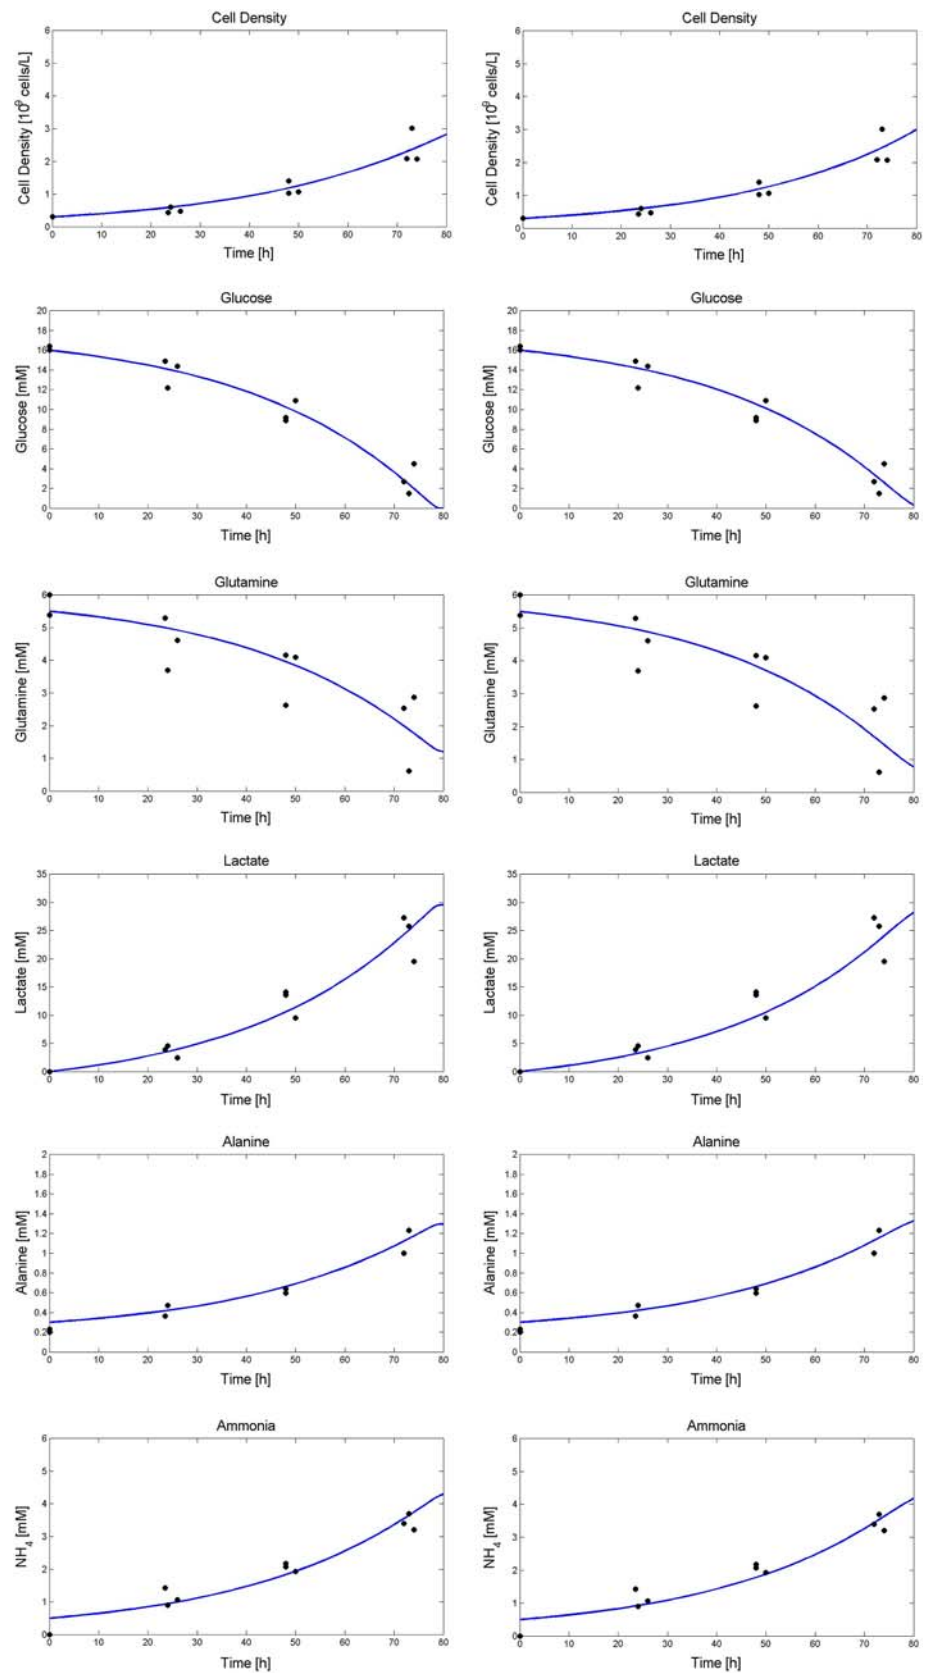 Cell Density Cell Density
6 6
5 5
4 4
3 3
2 2
1 1
0 0
Cell Density [10⁹ cells/L] Cell Density [10⁹ cells/L]
0 10 20 30 40 50 60 70 80 0 10 20 30 40 50 60 70 80
Time [h] Time [h]
Glucose Glucose
20 20
18 18
16 16
14 14
12 12
10 10
8 8
6 6
4 4
2 2
0 0
Glucose [mM] Glucose [mM]
0 10 20 30 40 50 60 70 80 0 10 20 30 40 50 60 70 80
Time [h] Time [h]
Glutamine Glutamine
6 6
5 5
4 4
3 3
2 2
1 1
0 0
Glutamine [mM] Glutamine [mM]
0 10 20 30 40 50 60 70 80 0 10 20 30 40 50 60 70 80
Time [h] Time [h]
Lactate Lactate
35 35
30 30
25 25
20 20
15 15
10 10
5 5
0 0
Lactate [mM] Lactate [mM]
0 10 20 30 40 50 60 70 80 0 10 20 30 40 50 60 70 80
Time [h] Time [h]
Alanine Alanine
2 2
1.8 1.8
1.6 1.6
1.4 1.4
1.2 1.2
1 1
0.8 0.8
0.6 0.6
0.4 0.4
0.2 0.2
0 0
Alanine [mM] Alanine [mM]
0 10 20 30 40 50 60 70 80 0 10 20 30 40 50 60 70 80
Time [h] Time [h]
Ammonia Ammonia
6 6
5 5
4 4
3 3
2 2
1 1
0 0
NH₄ [mM] NH₄ [mM]
0 10 20 30 40 50 60 70 80 0 10 20 30 40 50 60 70 80
Time [h] Time [h]